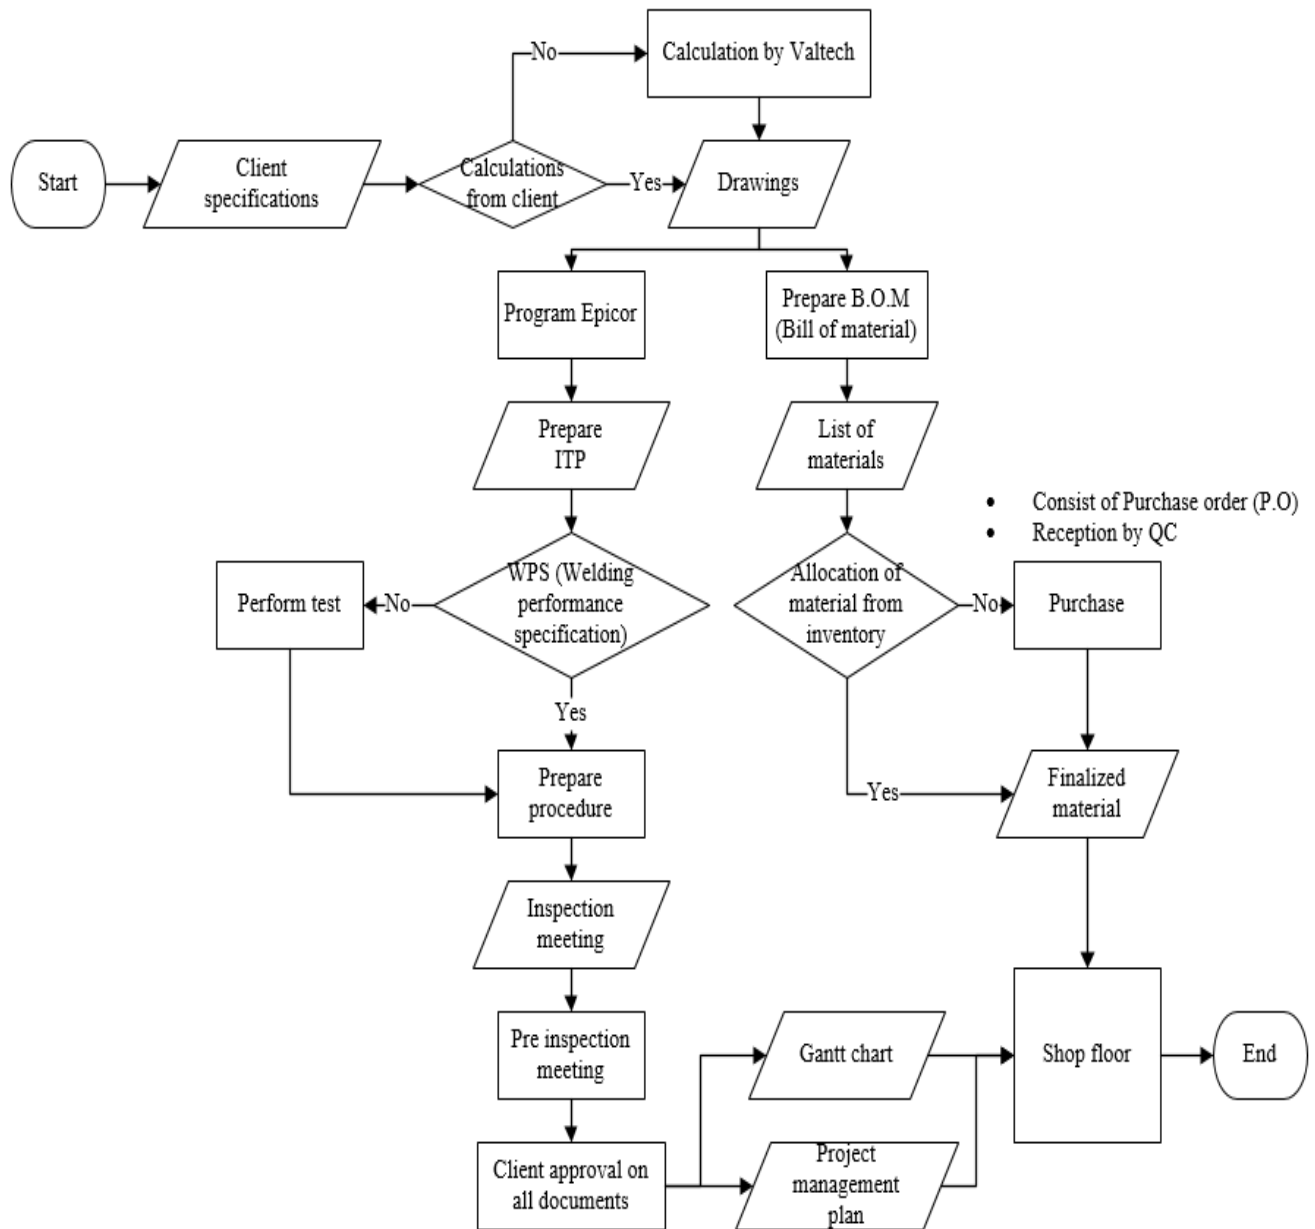 No
Calculation by Valtech
Start
Client
specifications
Calculations
from client
Yes
Drawings
Program Epicor
Prepare B.O.M
(Bill of material)
Prepare
ITP
List of
materials
• Consist of Purchase order (P.O)
• Reception by QC
Perform test
No
WPS (Welding
performance
specification)
Allocation of
material from
inventory
No
Purchase
Yes
Prepare
procedure
Yes
Finalized
material
Inspection
meeting
Pre inspection
meeting
Gantt chart
Shop floor
End
Client approval on
all documents
Project
management
plan